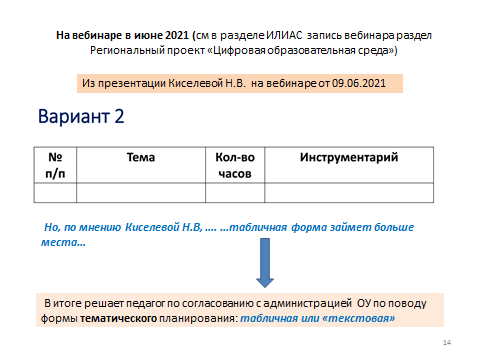 На вебинаре в июне 2021 (см в разделе ИЛИАС запись вебинара раздел
Региональный проект «Цифровая образовательная среда»)
Из презентации Киселевой Н.В. на вебинаре от 09.06.2021
Вариант 2
№ п/п Тема Кол-во часов Инструментарий
Но, по мнению Киселевой Н.В, .... ...табличная форма займет больше
места...
В итоге решает педагог по согласованию с администрацией ОУ по поводу
формы тематического планирования: табличная или «текстовая»
14